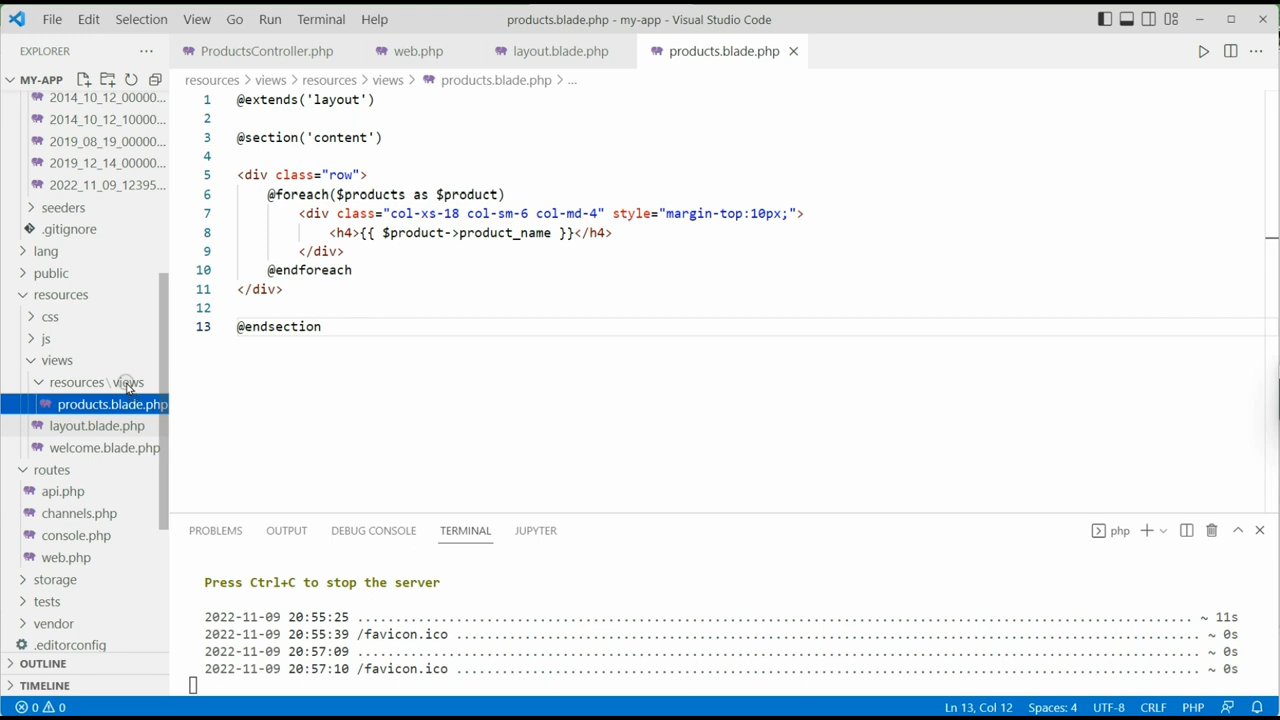 File Edit Selection View Go Run Terminal Help products.blade.php - my-app - Visual Studio Code
EXPLORER
MY-APP
2014_10_12_00000...
2014_10_12_10000...
2019_08_19_00000...
2019_12_14_00000...
2022_11_09_12395...
seeders
.gitignore
lang
public
resources
css
js
views
resources\views
products.blade.php
layout.blade.php
welcome.blade.php
routes
api.php
channels.php
console.php
web.php
storage
tests
vendor
.editorconfig
OUTLINE
TIMELINE
ProductsController.php web.php layout.blade.php products.blade.php
resources > views > resources > views > products.blade.php > ...
1 @extends('layout')
2
3 @section('content')
4
5 <div class="row">
6 @foreach($products as $product)
7 <div class="col-xs-18 col-sm-6 col-md-4" style="margin-top:10px;">
8 <h4>{{ $product->product_name }}</h4>
9 </div>
10 @endforeach
11 </div>
12
13 @endsection
PROBLEMS OUTPUT DEBUG CONSOLE TERMINAL JUPYTER php
Press Ctrl+C to stop the server
2022-11-09 20:55:25 ........................................ ~ 11s
2022-11-09 20:55:39 /favicon.ico ........................................ ~ 0s
2022-11-09 20:57:09 ........................................ ~ 0s
2022-11-09 20:57:10 /favicon.ico ........................................ ~ 0s
0 0 Ln 13, Col 12 Spaces: 4 UTF-8 CRLF PHP